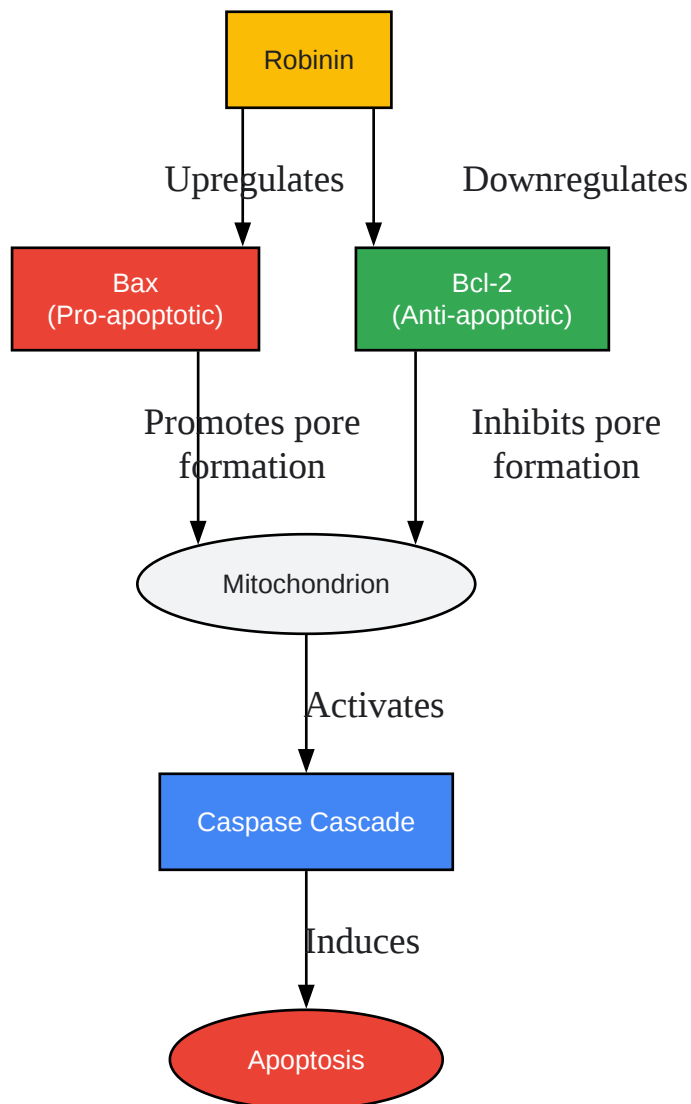 Robinin
Upregulates
Downregulates
Bax
(Pro-apoptotic)
Bcl-2
(Anti-apoptotic)
Promotes pore
formation
Inhibits pore
formation
Mitochondrion
Activates
Caspase Cascade
Induces
Apoptosis